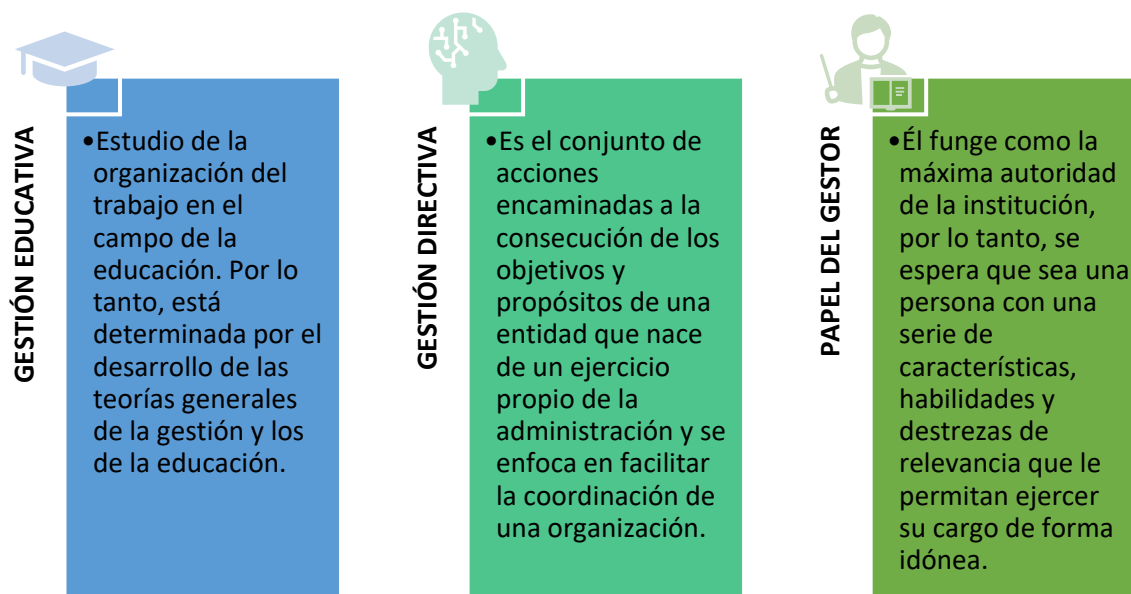 GESTIÓN EDUCATIVA
•Estudio de la
organización del
trabajo en el
campo de la
educación. Por lo
tanto, está
determinada por el
desarrollo de las
teorías generales
de la gestión y los
de la educación.
GESTIÓN DIRECTIVA
•Es el conjunto de
acciones
encaminadas a la
consecución de los
objetivos y
propósitos de una
entidad que nace
de un ejercicio
propio de la
administración y se
enfoca en facilitar
la coordinación de
una organización.
PAPEL DEL GESTOR
•Él funge como la
máxima autoridad
de la institución,
por lo tanto, se
espera que sea una
persona con una
serie de
características,
habilidades y
destrezas de
relevancia que le
permitan ejercer
su cargo de forma
idónea.